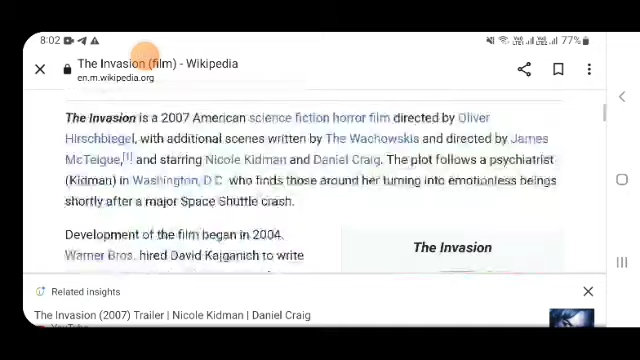 8:02 77%
The Invasion (film) - Wikipedia
en.m.wikipedia.org
The Invasion is a 2007 American science fiction horror film directed by Oliver
Hirschbiegel, with additional scenes written by The Wachowskis and directed by James
McTeigue,[1] and starring Nicole Kidman and Daniel Craig. The plot follows a psychiatrist
(Kidman) in Washington, D.C. who finds those around her turning into emotionless beings
shortly after a major Space Shuttle crash.
Development of the film began in 2004.
Warner Bros. hired David Kajganich to write
The Invasion
Related insights
The Invasion (2007) Trailer | Nicole Kidman | Daniel Craig
YouTube